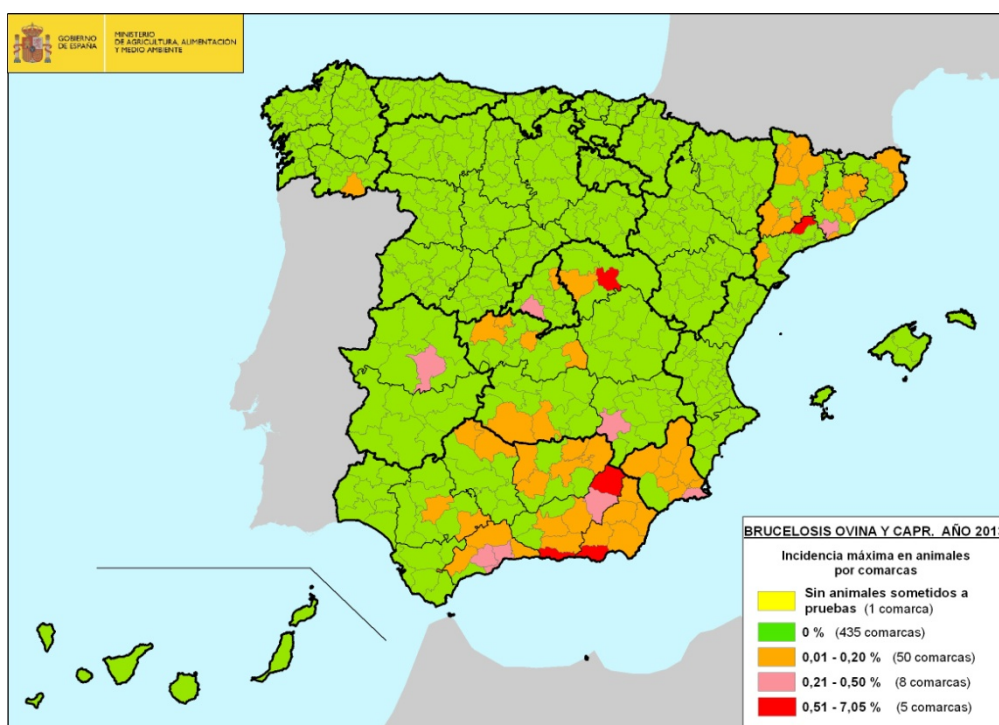 GOBIERNO
DE ESPAÑA
MINISTERIO
DE AGRICULTURA, ALIMENTACIÓN
Y MEDIO AMBIENTE
BRUCELOSIS OVINA Y CAPR. AÑO 2013
Incidencia máxima en animales
por comarcas
Sin animales sometidos a
pruebas (1 comarca)
0 % (435 comarcas)
0,01 - 0,20 % (50 comarcas)
0,21 - 0,50 % (8 comarcas)
0,51 - 7,05 % (5 comarcas)